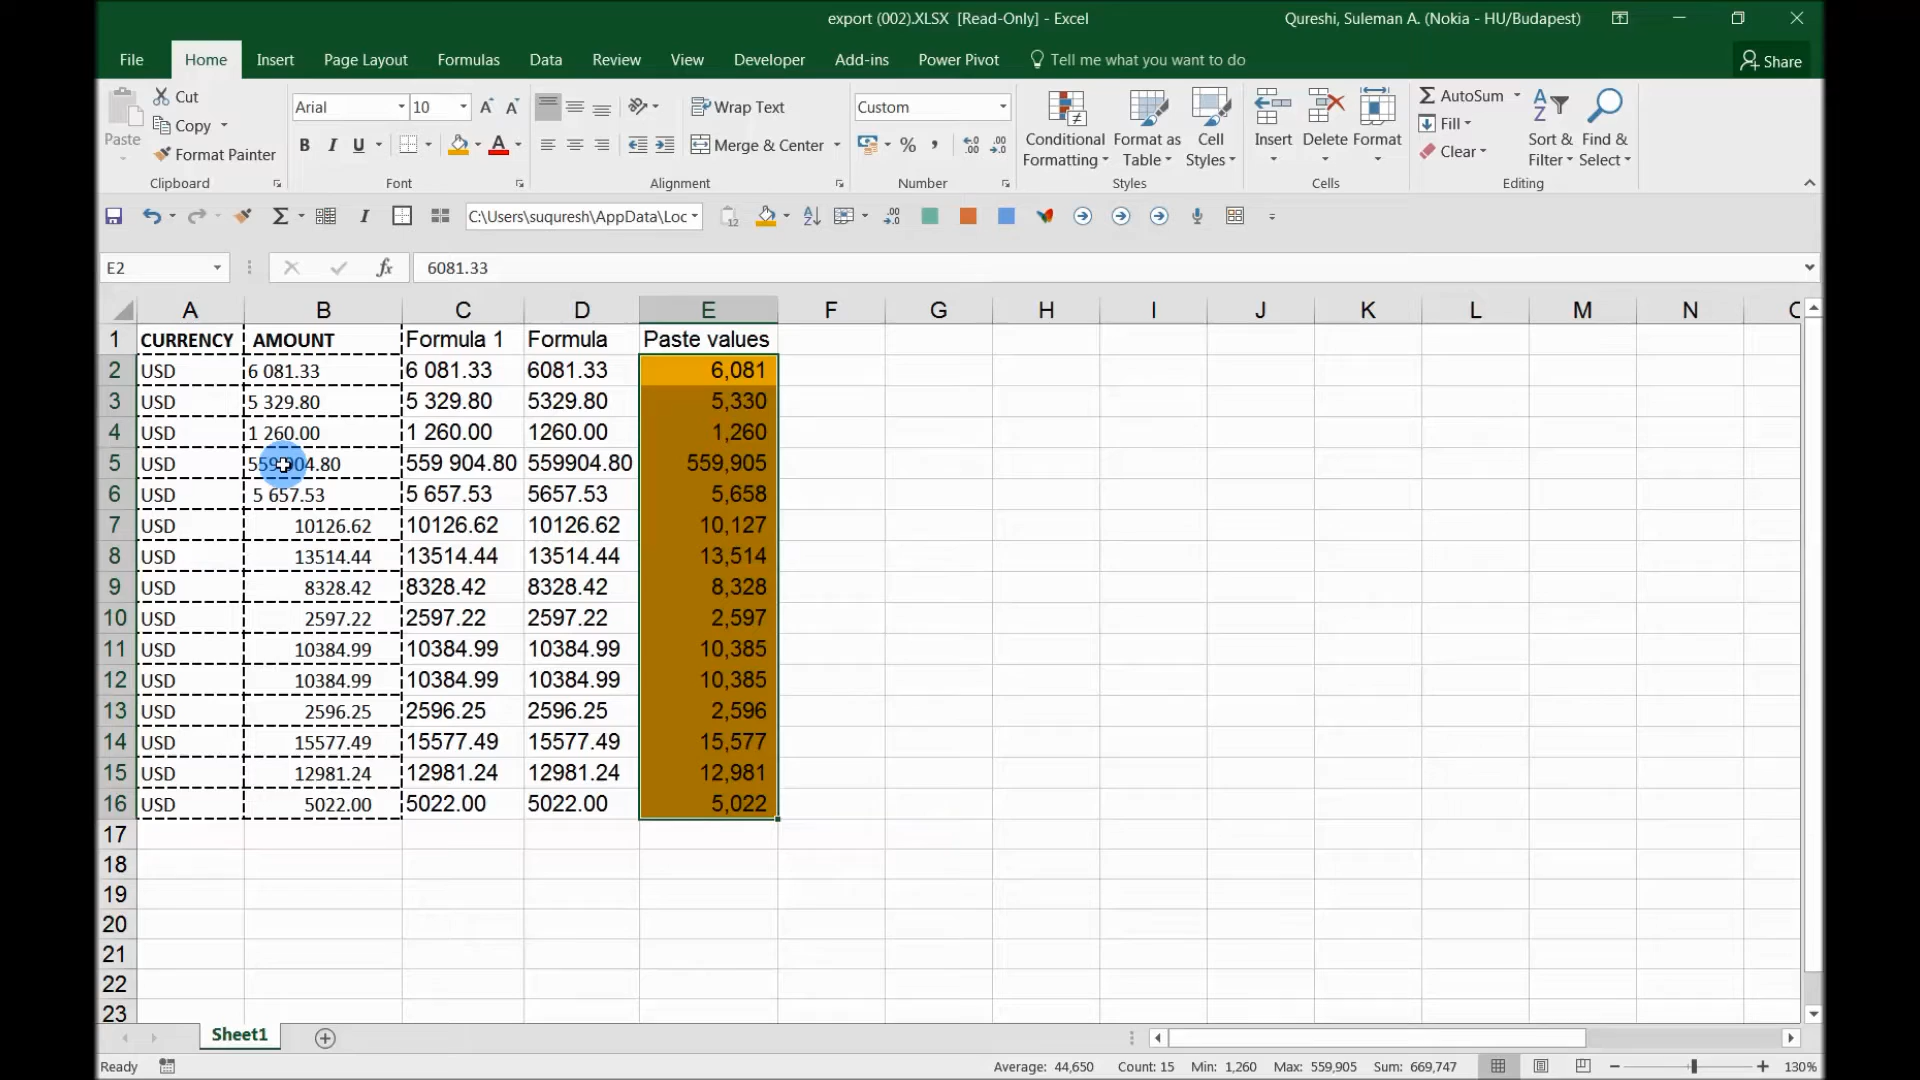 export (002).XLSX [Read-Only] - Excel
Qureshi, Suleman A. (Nokia - HU/Budapest)
File Home Insert Page Layout Formulas Data Review View Developer Add-ins Power Pivot Tell me what you want to do Share
Paste
Cut
Copy
Format Painter
Clipboard
Arial 10
B I U A
Font
Wrap Text
Merge & Center
Alignment
Custom
% ,
Number
Conditional Formatting
Format as Table
Cell Styles
Styles
Insert Delete Format
Cells
AutoSum
Fill
Clear
Sort & Filter
Find & Select
Editing
C:\Users\suquresh\AppData\Loc
E2 fx 6081.33
A B C D E F G H I J K L M N
1 CURRENCY AMOUNT Formula 1 Formula Paste values
2 USD 6 081.33 6 081.33 6081.33 6,081
3 USD 5 329.80 5 329.80 5329.80 5,330
4 USD 1 260.00 1 260.00 1260.00 1,260
5 USD 559 904.80 559 904.80 559904.80 559,905
6 USD 5 657.53 5 657.53 5657.53 5,658
7 USD 10126.62 10126.62 10126.62 10,127
8 USD 13514.44 13514.44 13514.44 13,514
9 USD 8328.42 8328.42 8328.42 8,328
10 USD 2597.22 2597.22 2597.22 2,597
11 USD 10384.99 10384.99 10384.99 10,385
12 USD 10384.99 10384.99 10384.99 10,385
13 USD 2596.25 2596.25 2596.25 2,596
14 USD 15577.49 15577.49 15577.49 15,577
15 USD 12981.24 12981.24 12981.24 12,981
16 USD 5022.00 5022.00 5022.00 5,022
17
18
19
20
21
22
23
Sheet1
Ready Average: 44,650 Count: 15 Min: 1,260 Max: 559,905 Sum: 669,747 130%